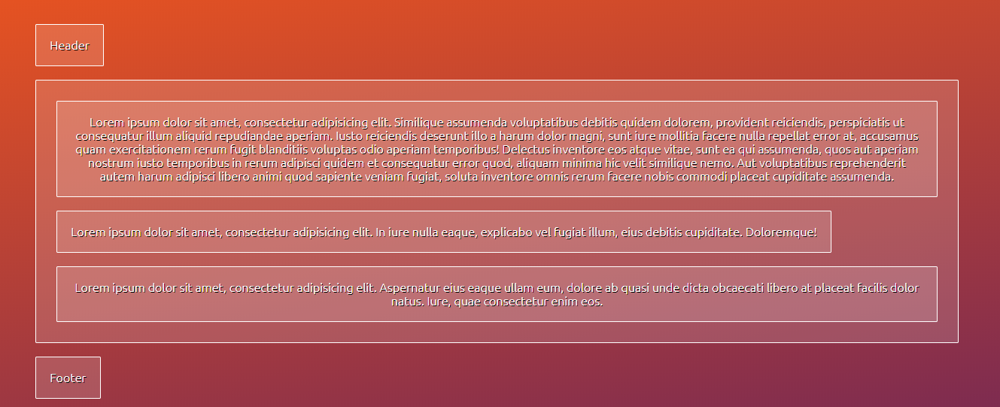 Header
Lorem ipsum dolor sit amet, consectetur adipisicing elit. Similique assumenda voluptatibus debitis quidem dolorem, provident reiciendis, perspiciatis ut
consequatur illum aliquid repudiandae aperiam. Iusto reiciendis deserunt illo a harum dolor magni, sunt iure mollitia facere nulla repellat error at, accusamus
quam exercitationem rerum fugit blanditiis voluptas odio aperiam temporibus! Delectus inventore eos atque vitae, sunt ea qui assumenda, quos aut aperiam
nostrum iusto temporibus in rerum adipisci quidem et consequatur error quod, aliquam minima hic velit similique nemo. Aut voluptatibus reprehenderit
autem harum adipisci libero animi quod sapiente veniam fugiat, soluta inventore omnis rerum facere nobis commodi placeat cupiditate assumenda.
Lorem ipsum dolor sit amet, consectetur adipisicing elit. In iure nulla eaque, explicabo vel fugiat illum, eius debitis cupiditate. Doloremque!
Lorem ipsum dolor sit amet, consectetur adipisicing elit. Aspernatur eius eaque ullam eum, dolore ab quasi unde dicta obcaecati libero at placeat facilis dolor
natus. Iure, quae consectetur enim eos.
Footer